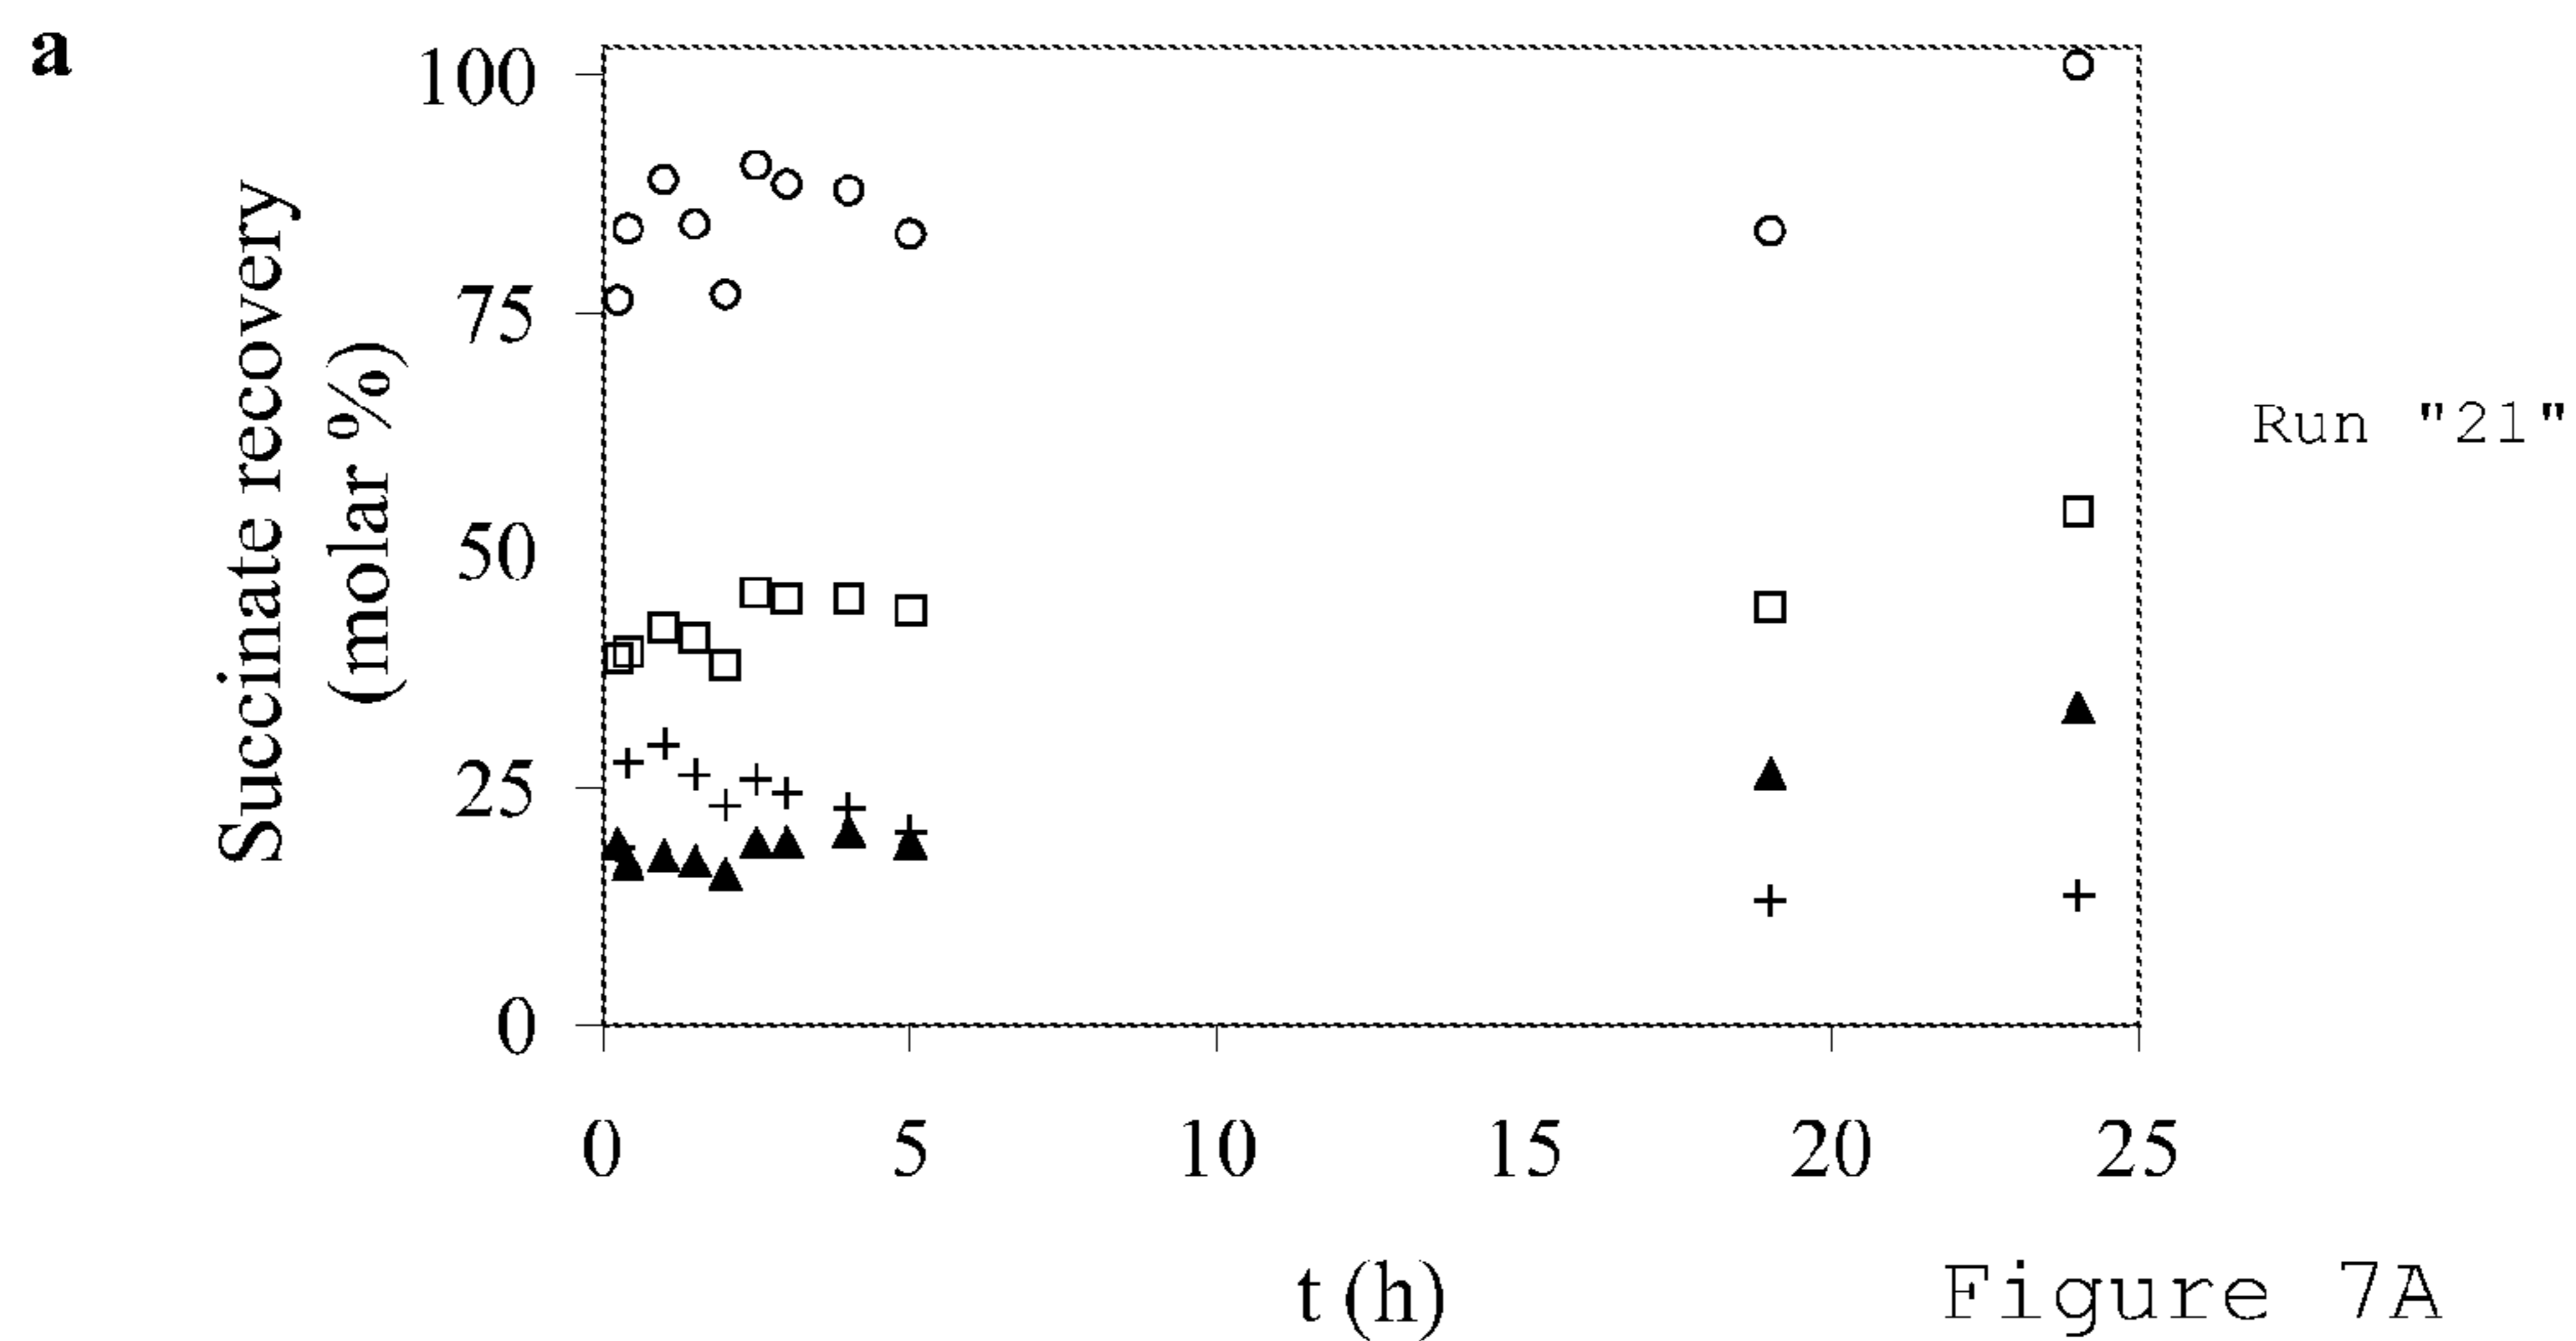 a
Succinate recovery
(molar %)
100
75
50
25
0
0 5 10 15 20 25
t (h)
Run "21"
Figure 7A